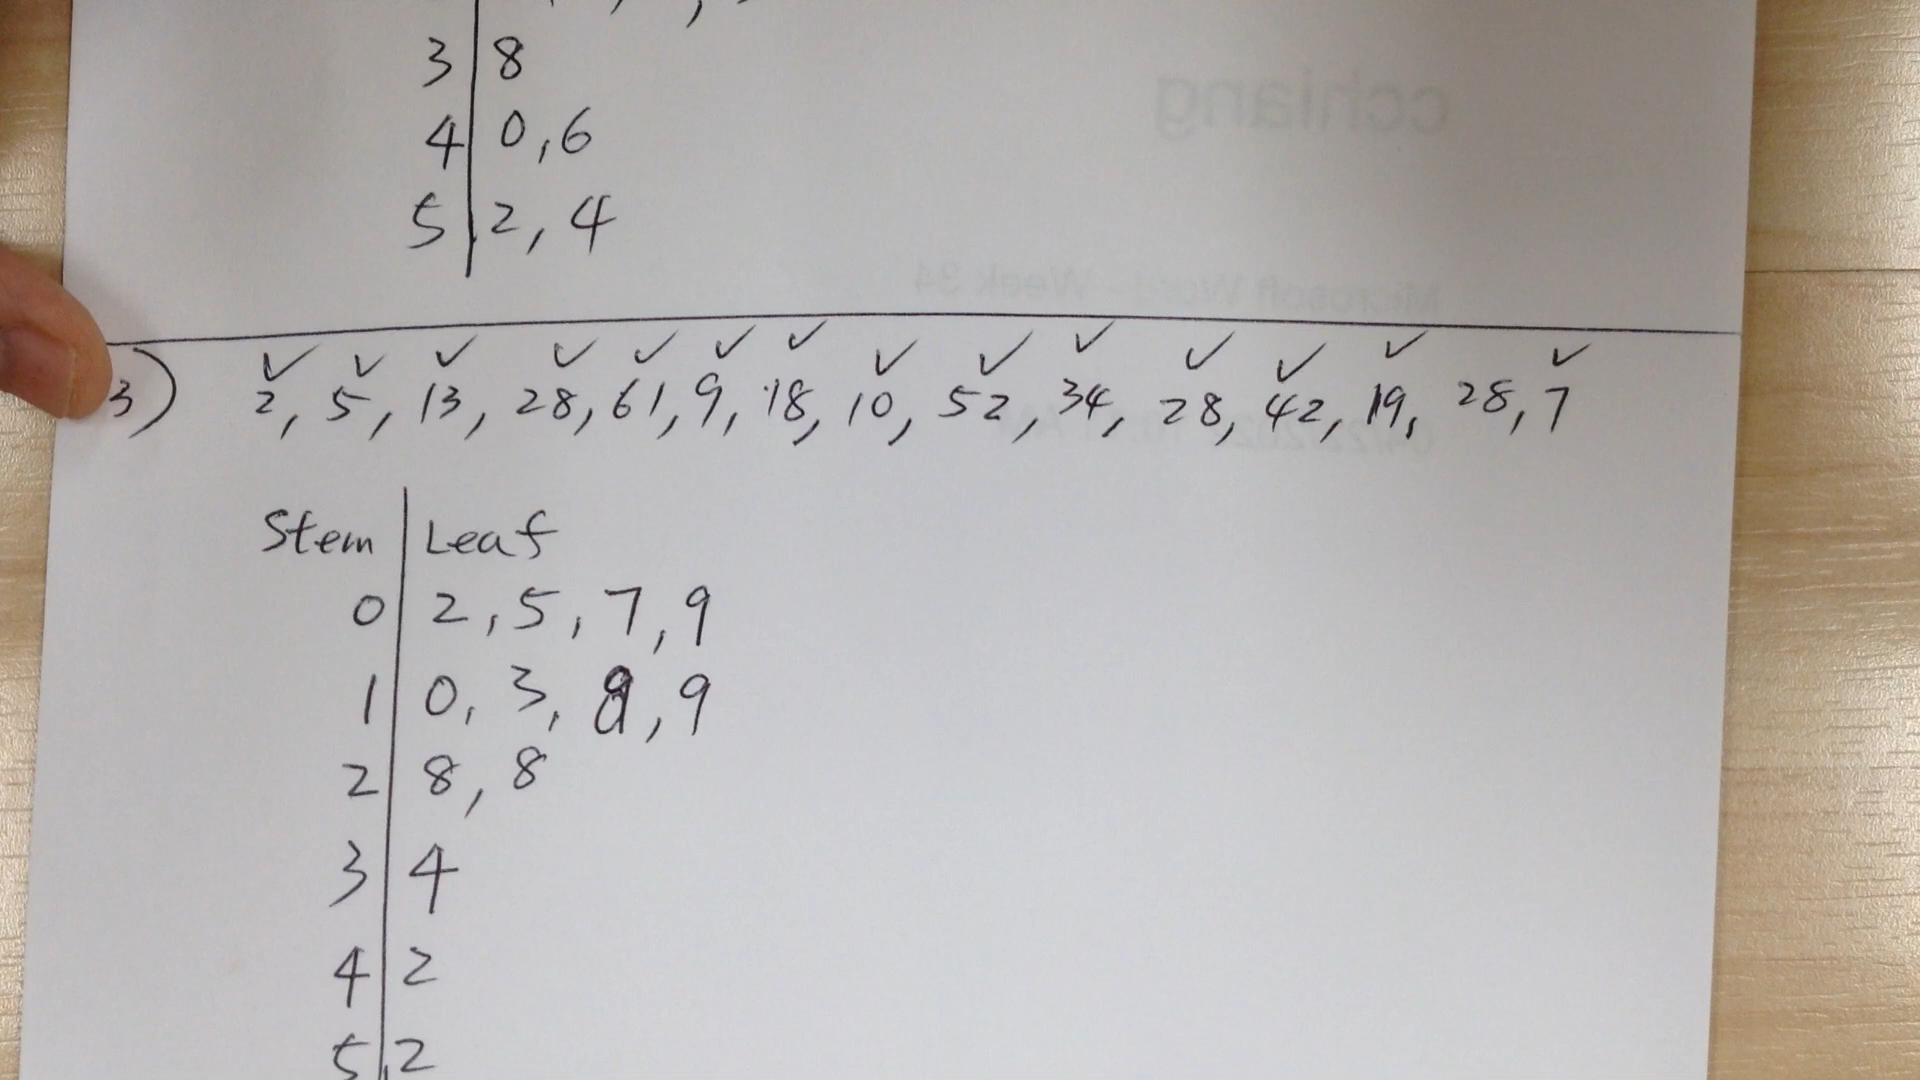 3 | 8
4 | 0, 6
5 | 2, 4
3) 2, 5, 13, 28, 61, 9, 18, 10, 52, 34, 28, 42, 19, 28, 7
Stem | Leaf
0 | 2, 5, 7, 9
1 | 0, 3, 8, 9
2 | 8, 8
3 | 4
4 | 2
5 | 2